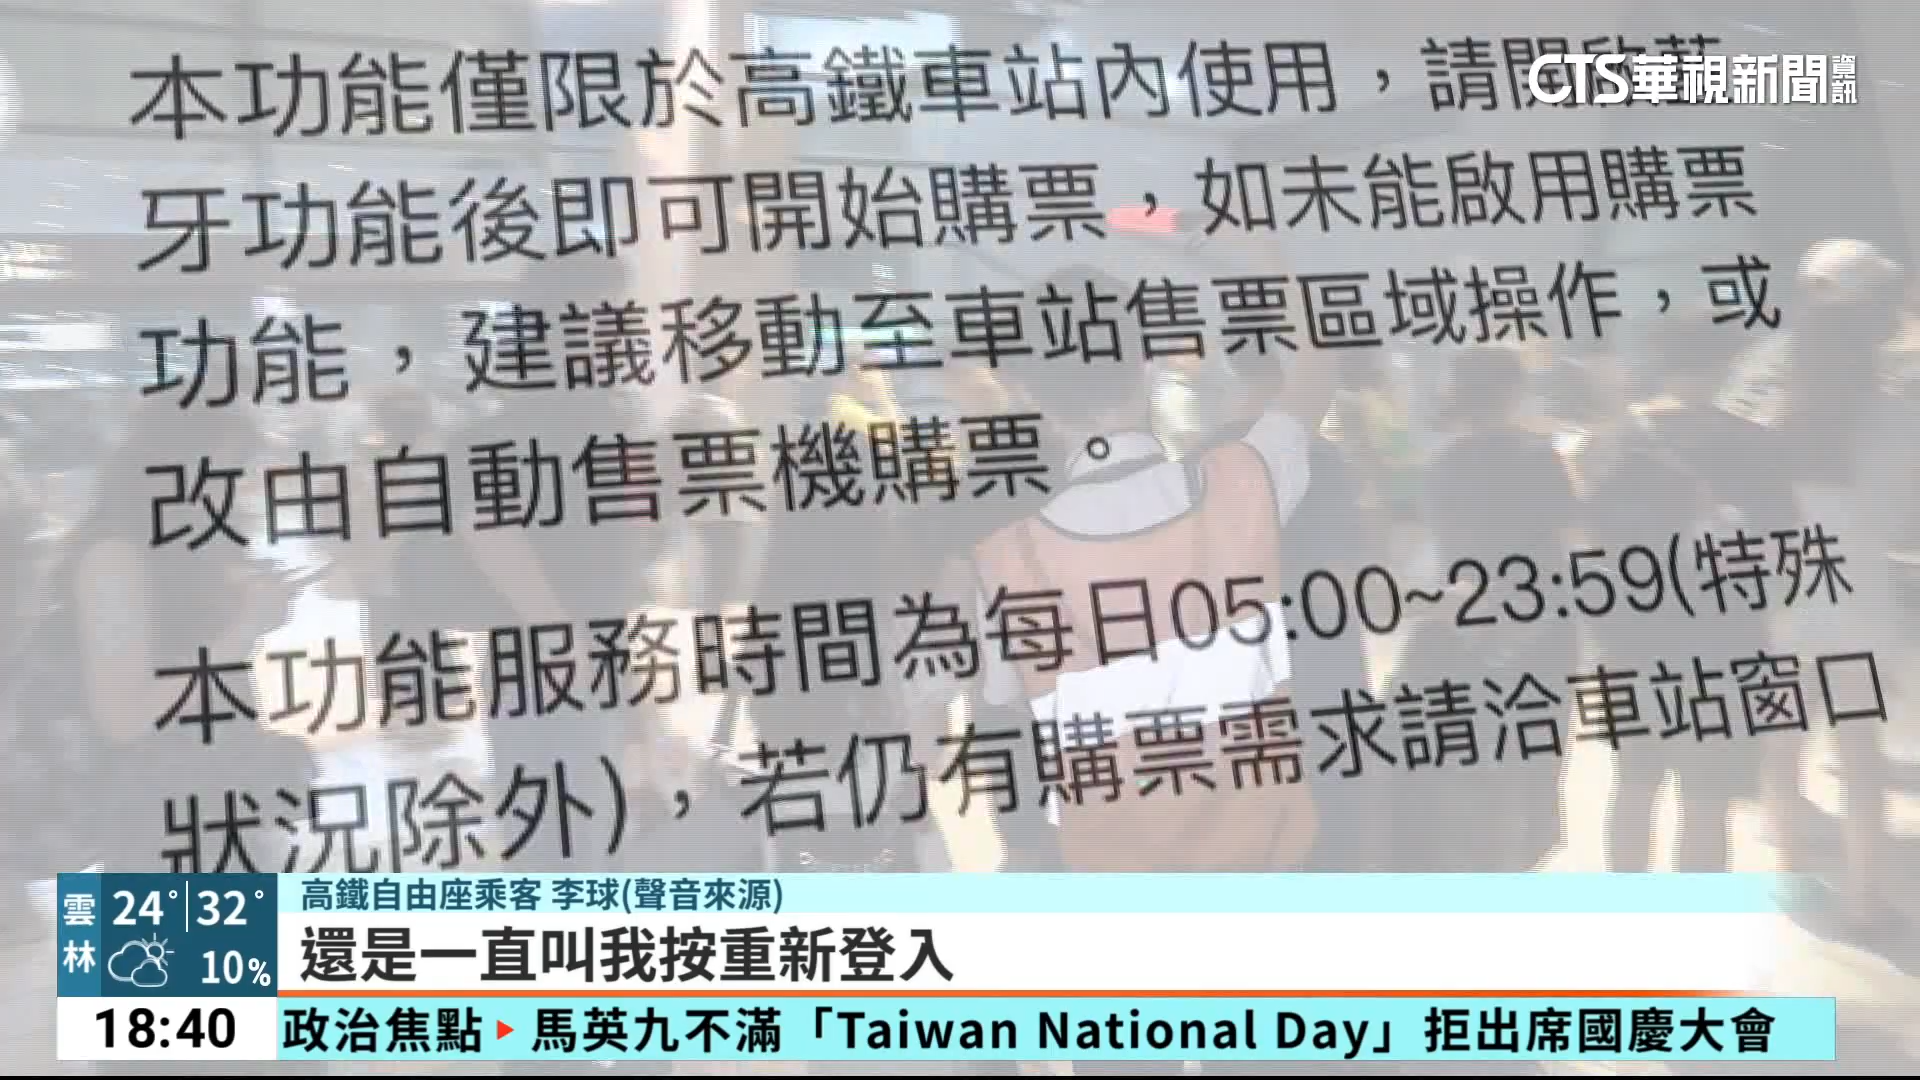 本功能僅限於高鐵車站內使用，請開啟藍
CTS華視新聞資訊
牙功能後即可開始購票，如未能啟用購票
功能，建議移動至車站售票區域操作，或
改由自動售票機購票。
本功能服務時間為每日05:00~23:59(特殊
狀況除外)，若仍有購票需求請洽車站窗口
雲林
24° 32°
10%
高鐵自由座乘客 李球(聲音來源)
還是一直叫我按重新登入
18:40
政治焦點▶馬英九不滿「Taiwan National Day」拒出席國慶大會